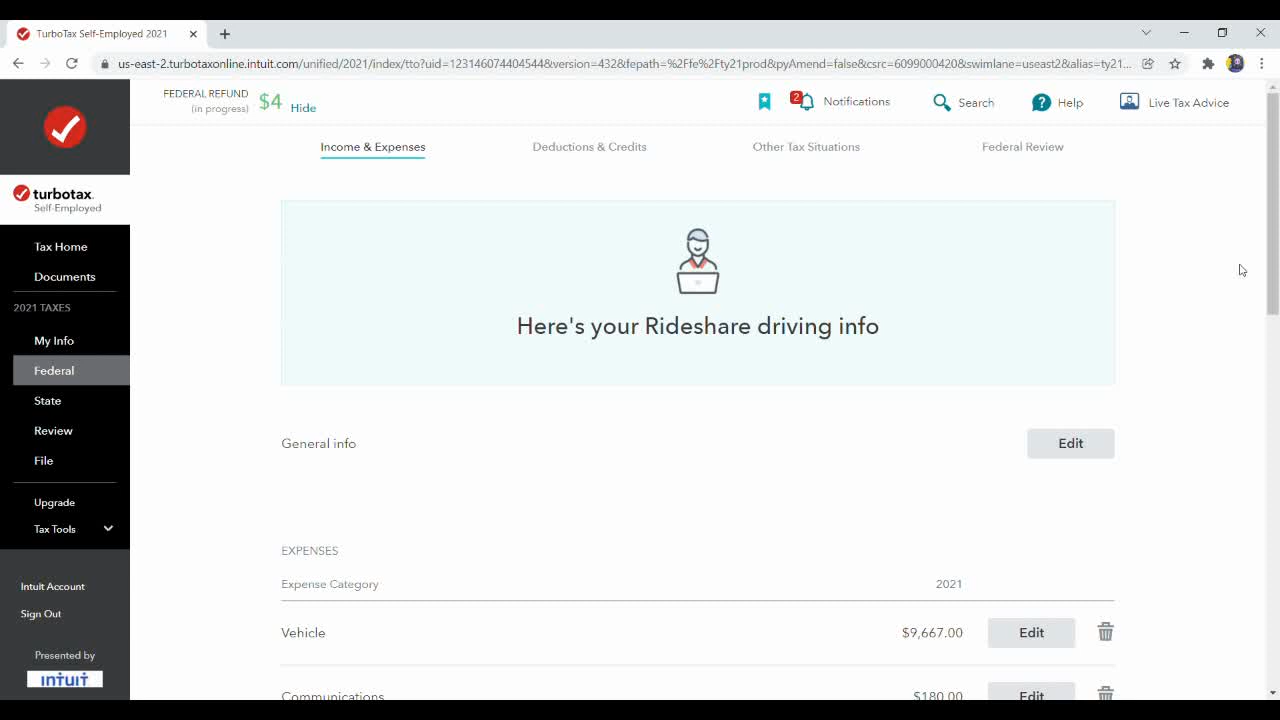 TurboTax Self-Employed 2021
us-east-2.turbotaxonline.intuit.com/unified/2021/index/tto?uid=123146074404544&version=432&fepath=%2Ffe%2Fty21prod&pyAmend=false&csrc=6099000420&swimlane=useast2&alias=ty21...
FEDERAL REFUND
(in progress)
$4
Hide
2
Notifications
Search
? Help
Live Tax Advice
turbotax.
Self-Employed
Tax Home
Documents
2021 TAXES
My Info
Federal
State
Review
File
Upgrade
Tax Tools
Intuit Account
Sign Out
Presented by
INTUIT
Income & Expenses
Deductions & Credits
Other Tax Situations
Federal Review
Here's your Rideshare driving info
General info
Edit
EXPENSES
Expense Category 2021
Vehicle $9,667.00 Edit
Communications $180.00 Edit